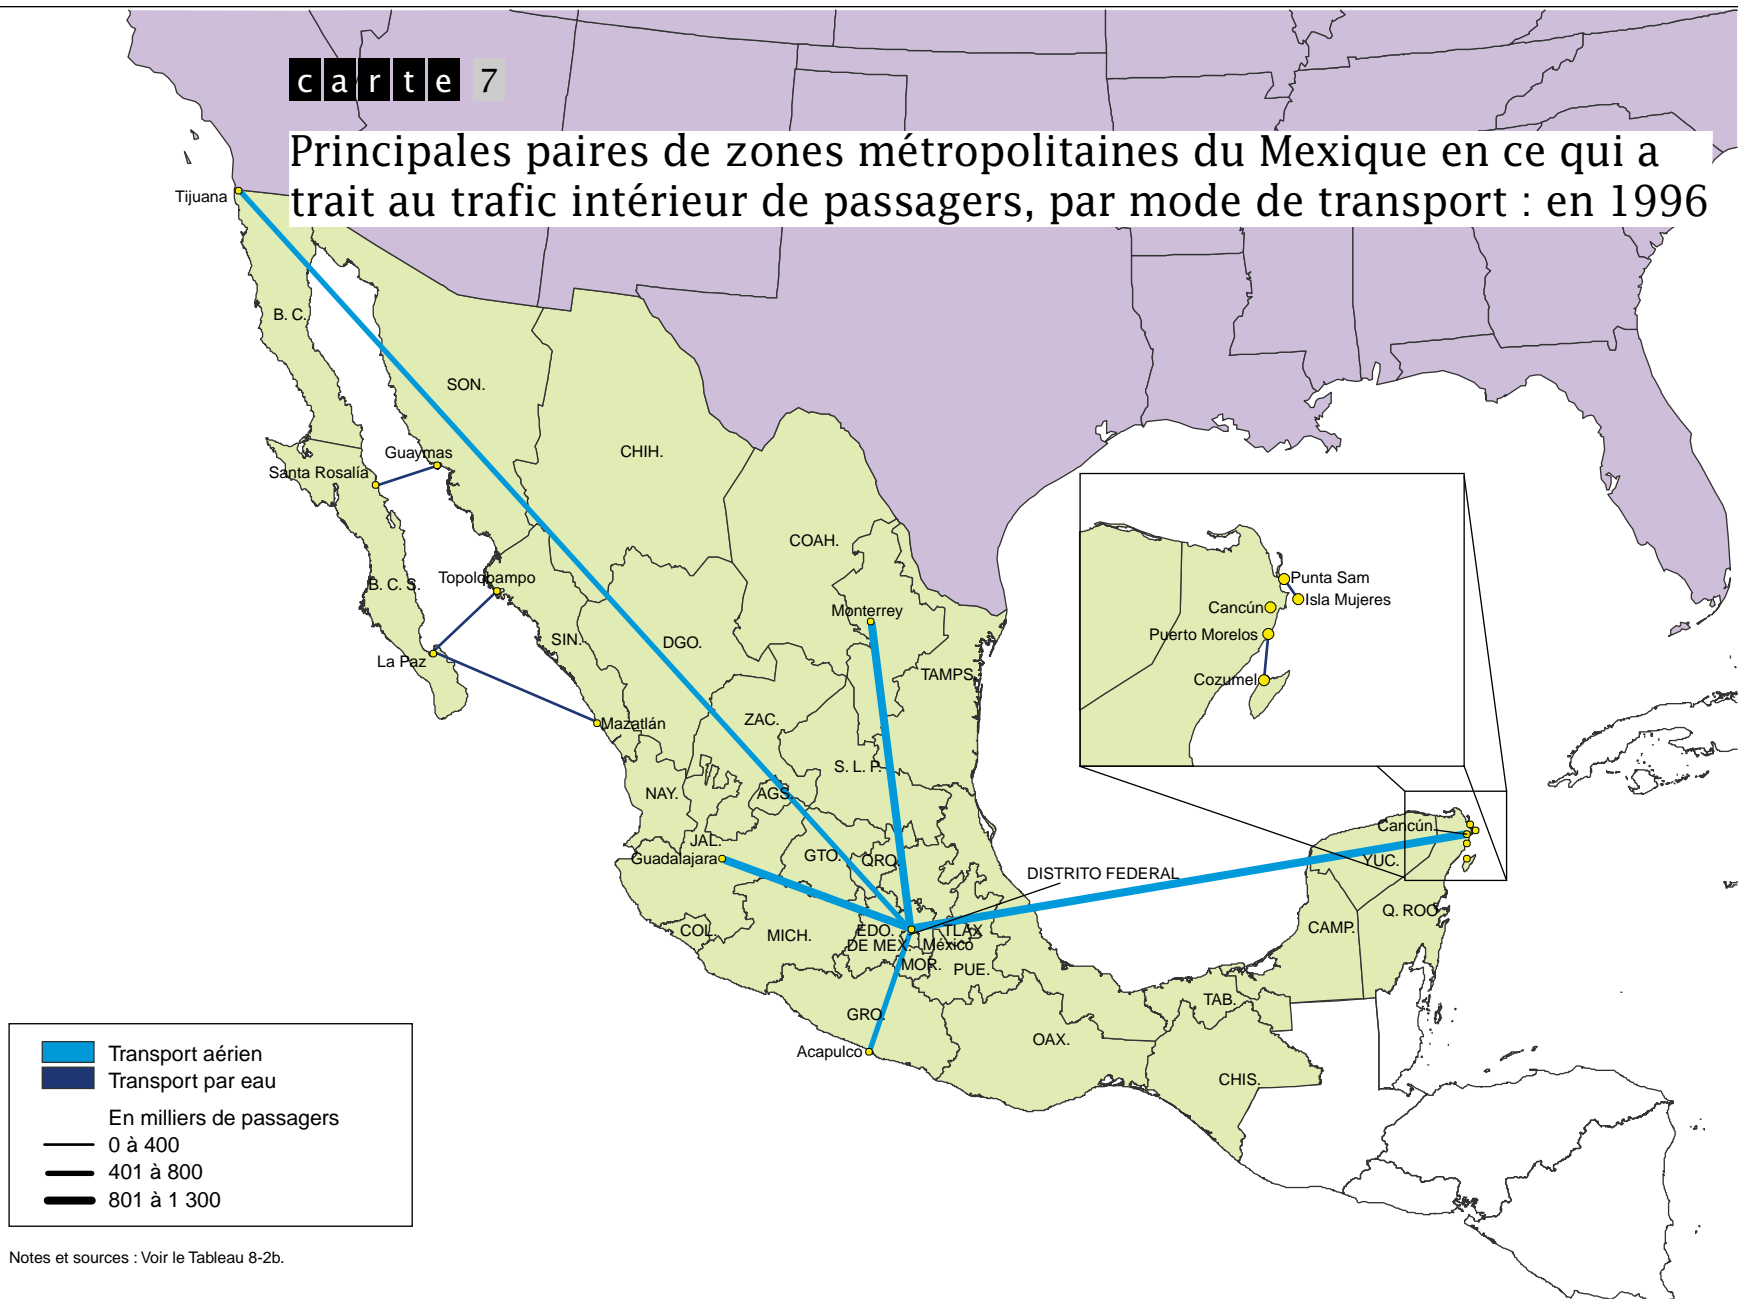 carte 7
Principales paires de zones métropolitaines du Mexique en ce qui a
trait au trafic intérieur de passagers, par mode de transport : en 1996
Tijuana
B. C.
SON.
CHIH.
Guaymas
Santa Rosalía
COAH.
B. C. S.
Topolobampo
Monterrey
SIN.
DGO.
La Paz
TAMPS.
Mazatlán
ZAC.
S. L. P.
NAY.
AGS.
JAL.
Guadalajara
GTO.
QRO.
DISTRITO FEDERAL
COL.
MICH.
EDO.
DE MEX.
TLAX
México
MOR.
PUE.
GRO.
Acapulco
OAX.
TAB.
CHIS.
CAMP.
Q. ROO
YUC.
Cancún
Punta Sam
Isla Mujeres
Cancún
Puerto Morelos
Cozumel
Transport aérien
Transport par eau
En milliers de passagers
0 à 400
401 à 800
801 à 1 300
Notes et sources : Voir le Tableau 8-2b.